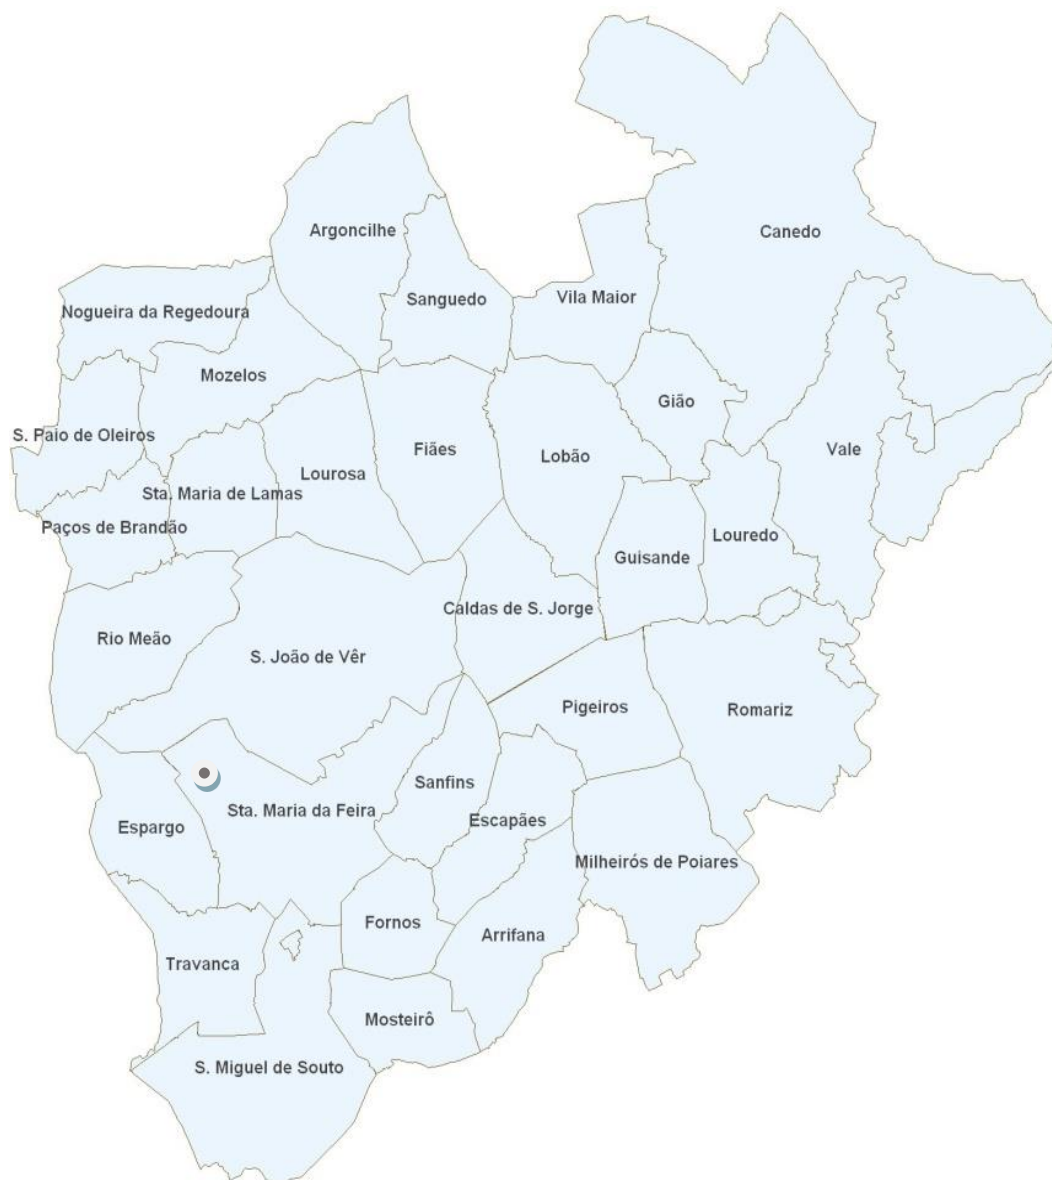 Argoncilhe
Canedo
Sanguedo
Vila Maior
Nogueira da Regedoura
Mozelos
Gião
S. Paio de Oleiros
Fiães
Vale
Lobão
Lourosa
Sta. Maria de Lamas
Paços de Brandão
Louredo
Guisande
Caldas de S. Jorge
Rio Meão
S. João de Vêr
Pigeiros
Romariz
Sanfins
Sta. Maria da Feira
Escapães
Espargo
Milheirós de Poiares
Fornos
Arrifana
Travanca
Mosteirô
S. Miguel de Souto